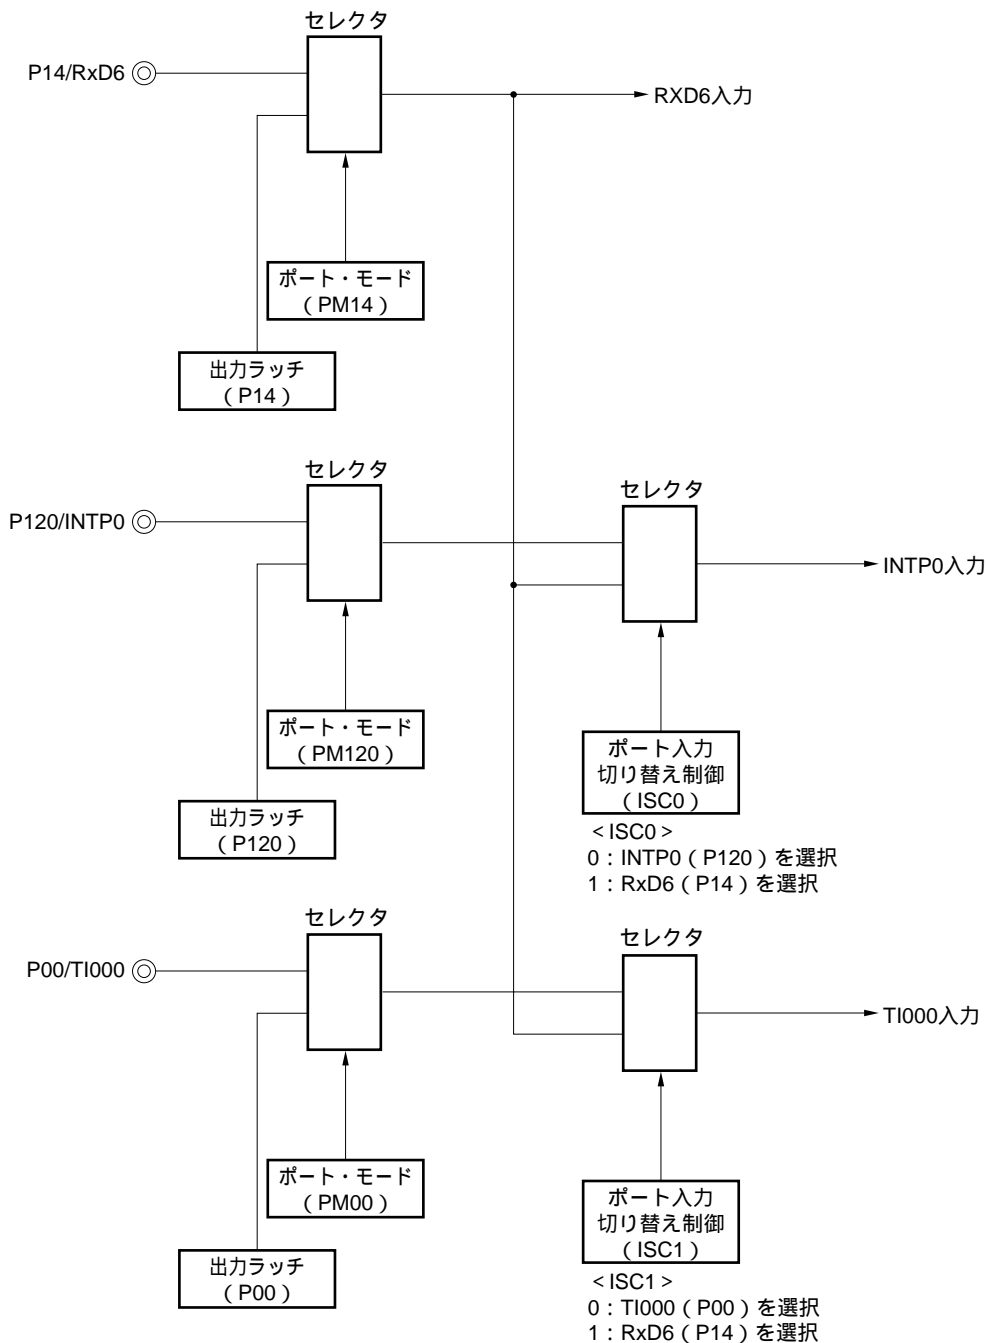 セレクタ
P14/RxD6
RXD6入力
ポート・モード
（PM14）
出力ラッチ
（P14）
セレクタ
セレクタ
P120/INTP0
INTP0入力
ポート・モード
（PM120）
ポート入力
切り替え制御
（ISC0）
出力ラッチ
（P120）
＜ISC0＞
0：INTP0（P120）を選択
1：RxD6（P14）を選択
セレクタ
セレクタ
P00/TI000
TI000入力
ポート・モード
（PM00）
ポート入力
切り替え制御
（ISC1）
出力ラッチ
（P00）
＜ISC1＞
0：TI000（P00）を選択
1：RxD6（P14）を選択